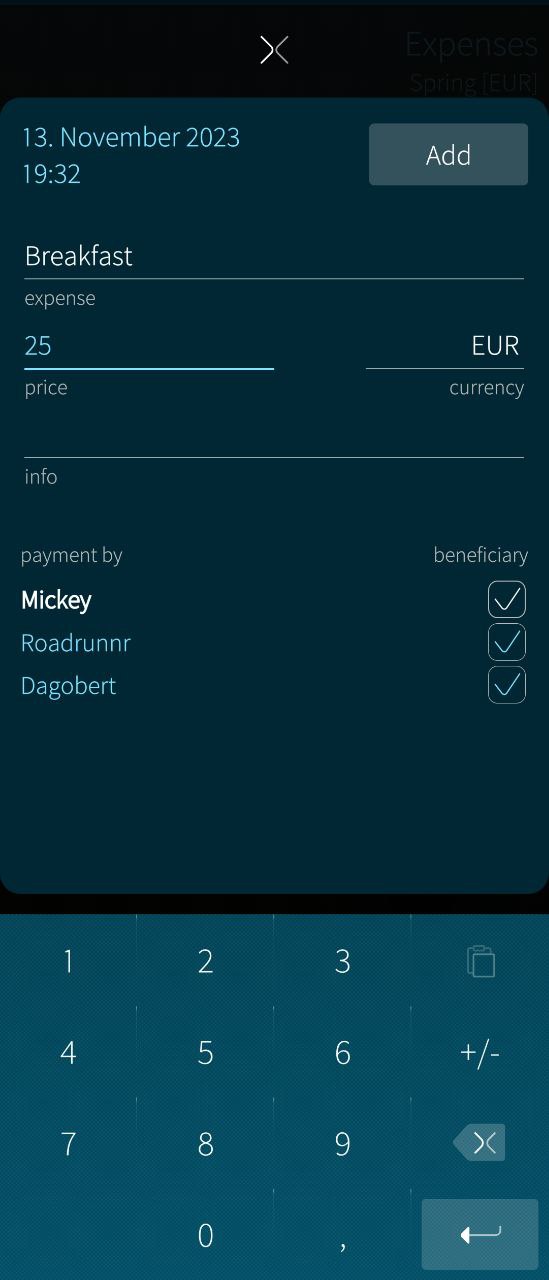 Expenses
Spring [EUR]
13. November 2023
19:32
Add
Breakfast
expense
25
EUR
price
currency
info
payment by
beneficiary
Mickey
Roadrunnr
Dagobert
1 2 3
4 5 6 +/-
7 8 9
0 ,